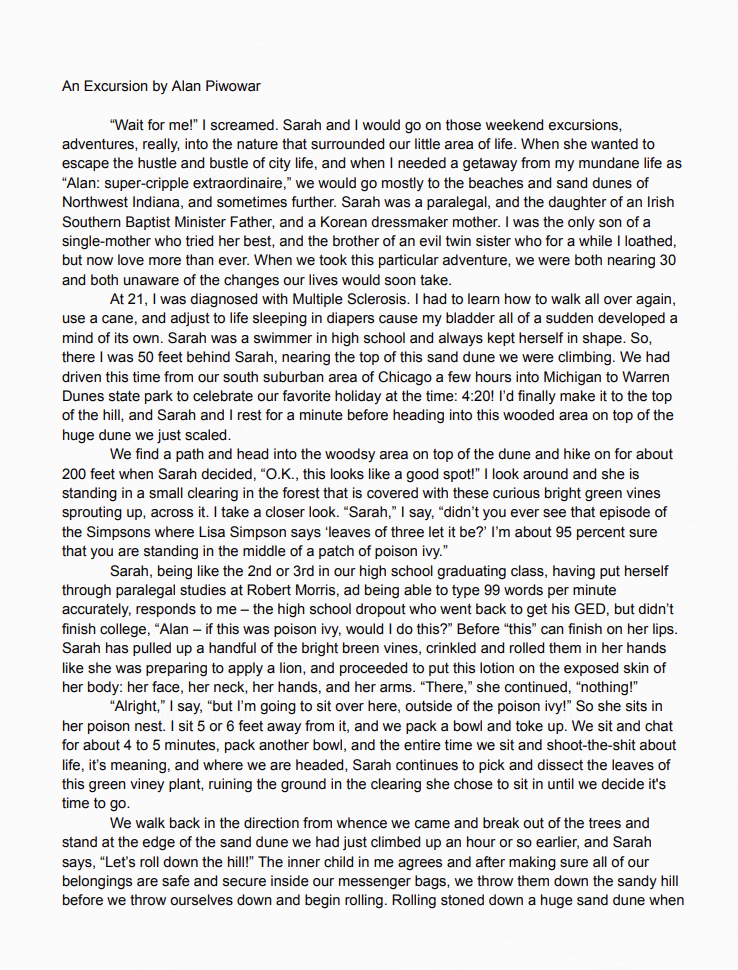 An Excursion by Alan Piwowar
“Wait for me!” I screamed. Sarah and I would go on those weekend excursions,
adventures, really, into the nature that surrounded our little area of life. When she wanted to
escape the hustle and bustle of city life, and when I needed a getaway from my mundane life as
“Alan: super-cripple extraordinaire,” we would go mostly to the beaches and sand dunes of
Northwest Indiana, and sometimes further. Sarah was a paralegal, and the daughter of an Irish
Southern Baptist Minister Father, and a Korean dressmaker mother. I was the only son of a
single-mother who tried her best, and the brother of an evil twin sister who for a while I loathed,
but now love more than ever. When we took this particular adventure, we were both nearing 30
and both unaware of the changes our lives would soon take.
At 21, I was diagnosed with Multiple Sclerosis. I had to learn how to walk all over again,
use a cane, and adjust to life sleeping in diapers cause my bladder all of a sudden developed a
mind of its own. Sarah was a swimmer in high school and always kept herself in shape. So,
there I was 50 feet behind Sarah, nearing the top of this sand dune we were climbing. We had
driven this time from our south suburban area of Chicago a few hours into Michigan to Warren
Dunes state park to celebrate our favorite holiday at the time: 4:20! I’d finally make it to the top
of the hill, and Sarah and I rest for a minute before heading into this wooded area on top of the
huge dune we just scaled.
We find a path and head into the woodsy area on top of the dune and hike on for about
200 feet when Sarah decided, “O.K., this looks like a good spot!” I look around and she is
standing in a small clearing in the forest that is covered with these curious bright green vines
sprouting up, across it. I take a closer look. “Sarah,” I say, “didn’t you ever see that episode of
the Simpsons where Lisa Simpson says ‘leaves of three let it be?’ I’m about 95 percent sure
that you are standing in the middle of a patch of poison ivy.”
Sarah, being like the 2nd or 3rd in our high school graduating class, having put herself
through paralegal studies at Robert Morris, ad being able to type 99 words per minute
accurately, responds to me – the high school dropout who went back to get his GED, but didn’t
finish college, “Alan – if this was poison ivy, would I do this?” Before “this” can finish on her lips.
Sarah has pulled up a handful of the bright breen vines, crinkled and rolled them in her hands
like she was preparing to apply a lion, and proceeded to put this lotion on the exposed skin of
her body: her face, her neck, her hands, and her arms. “There,” she continued, “nothing!”
“Alright,” I say, “but I’m going to sit over here, outside of the poison ivy!” So she sits in
her poison nest. I sit 5 or 6 feet away from it, and we pack a bowl and toke up. We sit and chat
for about 4 to 5 minutes, pack another bowl, and the entire time we sit and shoot-the-shit about
life, it’s meaning, and where we are headed, Sarah continues to pick and dissect the leaves of
this green viney plant, ruining the ground in the clearing she chose to sit in until we decide it's
time to go.
We walk back in the direction from whence we came and break out of the trees and
stand at the edge of the sand dune we had just climbed up an hour or so earlier, and Sarah
says, “Let’s roll down the hill!” The inner child in me agrees and after making sure all of our
belongings are safe and secure inside our messenger bags, we throw them down the sandy hill
before we throw ourselves down and begin rolling. Rolling stoned down a huge sand dune when